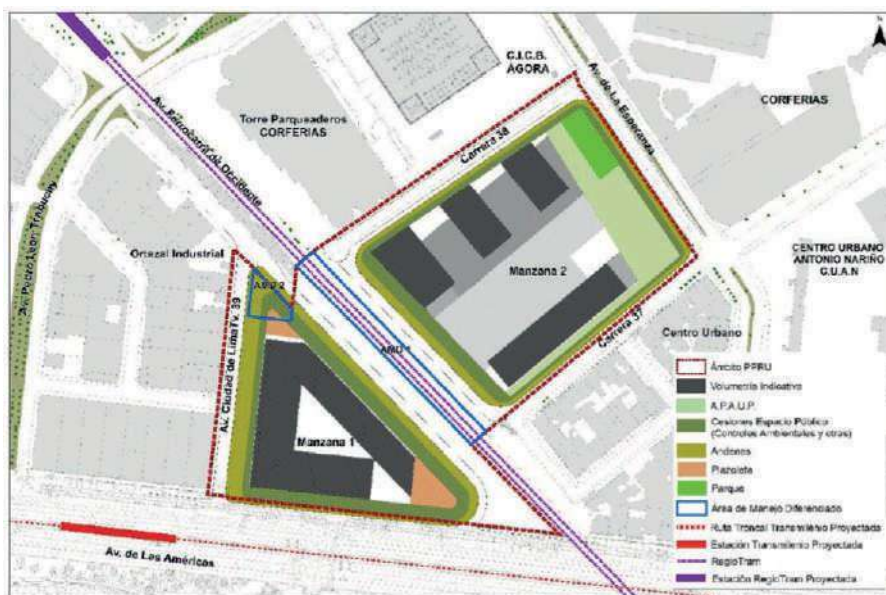 N
C.I.C.B.
ÁGORA
Av. de La Esperanza
CORFERIAS
Torre Parqueaderos
CORFERIAS
Carrera 38
Av. Ferrocarril de Occidente
Av. Pedro León Trabuchy
Ortezal Industrial
CENTRO URBANO
ANTONIO NARIÑO
C.U.A.N
Manzana 2
AMD 2
AMD 1
Carrera 37
Centro Urbano
Av. Ciudad de Lima Tv. 39
Manzana 1
Av. de Las Américas
Ámbito PPRU
Volumetría Indicativa
A.P.A.U.P.
Cesiones Espacio Público
(Controles Ambientales y otras)
Andenes
Plazoleta
Parque
Área de Manejo Diferenciado
Ruta Troncal Transmilenio Proyectada
Estación Transmilenio Proyectada
RegioTram
Estación RegioTram Proyectada